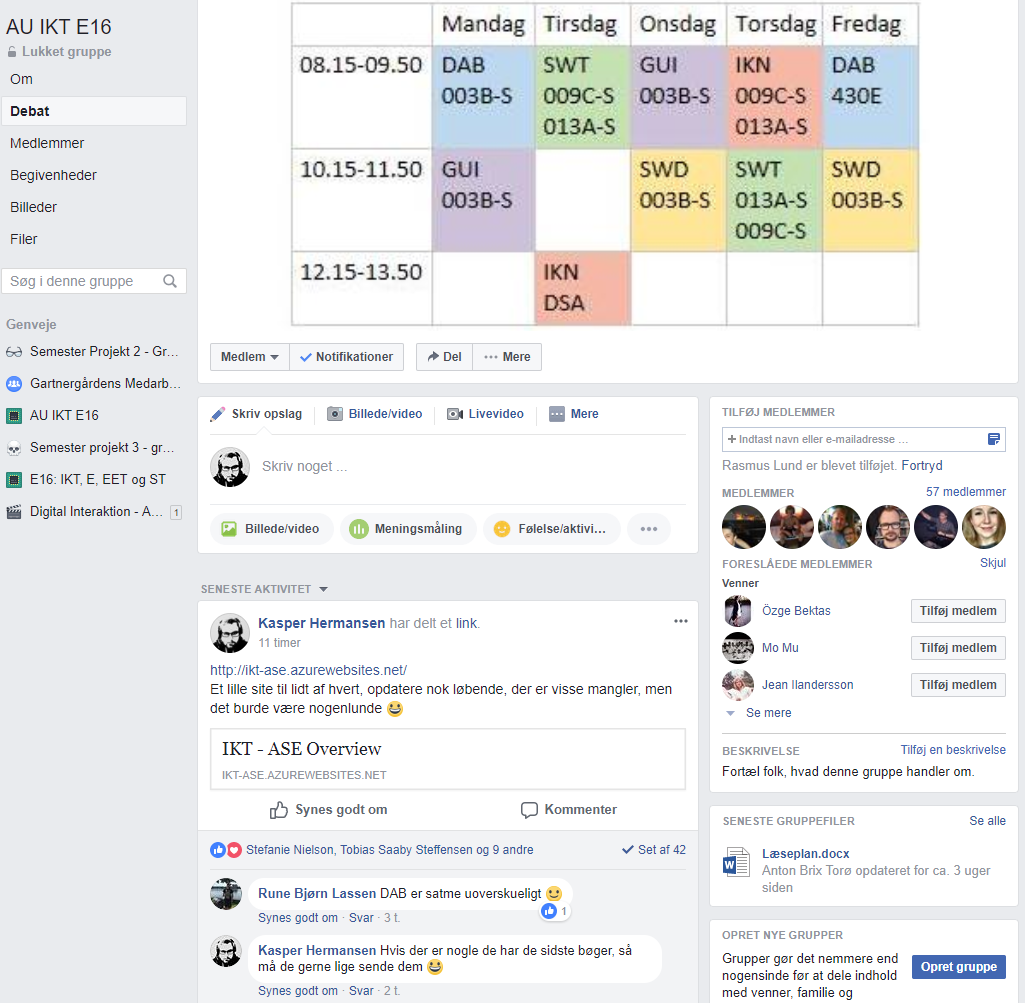 AU IKT E16
Lukket gruppe
Om
Debat
Medlemmer
Begivenheder
Billeder
Filer
Søg i denne gruppe
Genveje
Semester Projekt 2 - Gr...
Gartnergårdens Medarb...
AU IKT E16
Semester projekt 3 - gr...
E16: IKT, E, EET og ST
Digital Interaktion - A... 1
Mandag Tirsdag Onsdag Torsdag Fredag
08.15-09.50 DAB SWT GUI IKN DAB
003B-S 009C-S 003B-S 009C-S 430E
013A-S 013A-S
10.15-11.50 GUI SWD SWT SWD
003B-S 003B-S 013A-S 003B-S
009C-S
12.15-13.50 IKN
DSA
Medlem Notifikationer Del Mere
Skriv opslag Billede/video Livevideo Mere
Skriv noget ...
Billede/video Meningsmåling Følelse/aktivi...
SENESTE AKTIVITET
Kasper Hermansen har delt et link.
11 timer
http://ikt-ase.azurewebsites.net/
Et lille site til lidt af hvert, opdatere nok løbende, der er visse mangler, men
det burde være nogenlunde
IKT - ASE Overview
IKT-ASE.AZUREWEBSITES.NET
Synes godt om Kommenter
Stefanie Nielson, Tobias Saaby Steffensen og 9 andre Set af 42
Rune Bjørn Lassen DAB er satme uoverskueligt
1
Synes godt om · Svar · 3 t.
Kasper Hermansen Hvis der er nogle de har de sidste bøger, så
må de gerne lige sende dem
Synes godt om · Svar · 2 t.
TILFØJ MEDLEMMER
+ Indtast navn eller e-mailadresse ...
Rasmus Lund er blevet tilføjet. Fortryd
MEDLEMMER 57 medlemmer
FORESLÅEDE MEDLEMMER Skjul
Venner
Özge Bektas Tilføj medlem
Mo Mu Tilføj medlem
Jean Ilandersson Tilføj medlem
Se mere
BESKRIVELSE Tilføj en beskrivelse
Fortæl folk, hvad denne gruppe handler om.
SENESTE GRUPPEFILER Se alle
Læseplan.docx
Anton Brix Torø opdateret for ca. 3 uger
siden
OPRET NYE GRUPPER
Grupper gør det nemmere end
nogensinde før at dele indhold
med venner, familie og
Opret gruppe